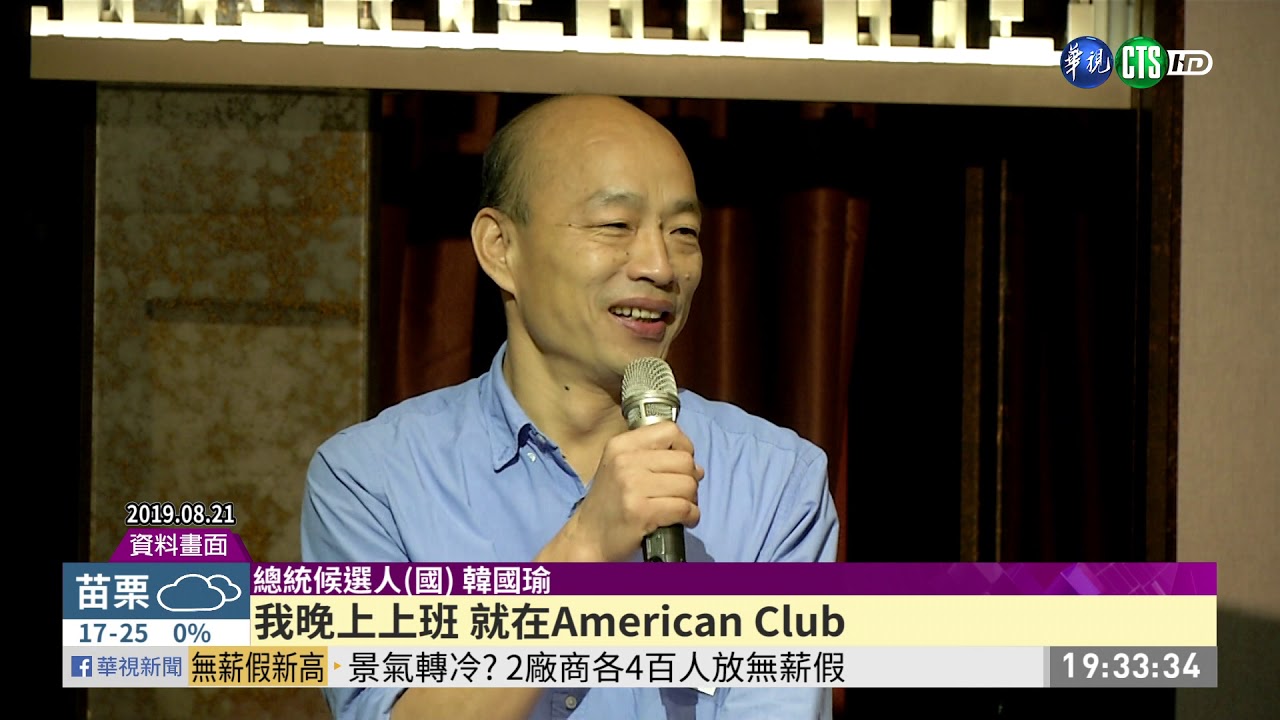 華視 CTS HD
2019.08.21
資料畫面
總統候選人(國) 韓國瑜
苗栗
我晚上上班 就在American Club
17-25 0%
華視新聞 無薪假新高 景氣轉冷? 2廠商各4百人放無薪假
19:33:34